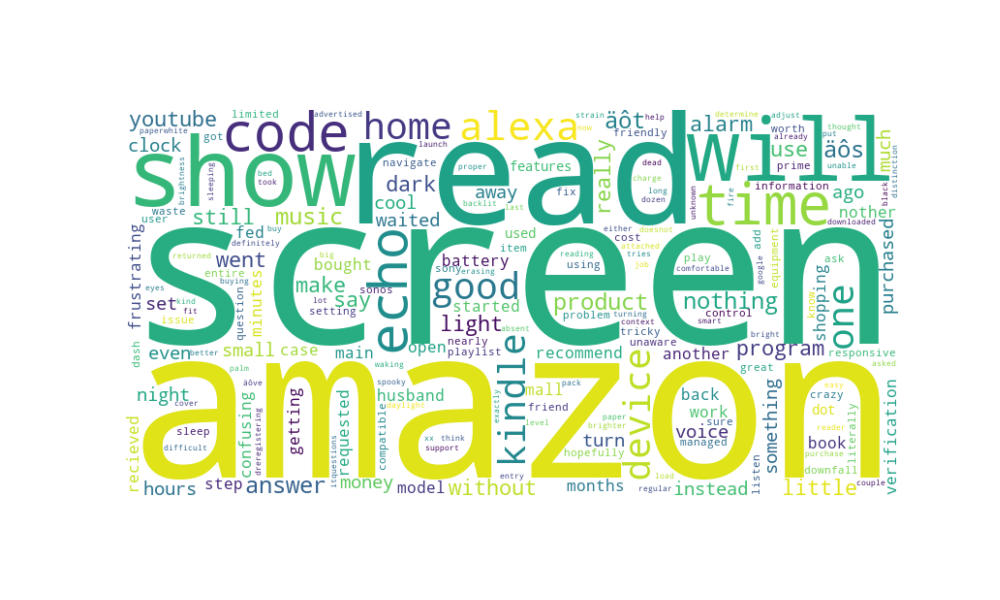 youtube
limited
advertised
paperwhite
clock
got
code
home
alexa
strain
now
help
äôt
friendly
alarm
determine
adjust
worth
put
thought
already
much
show
read
will
äôs
unable
use
prime
time
ago
nother
information
downloaded
black
distinction
first
fire
unknown
brightness
sleeping
bed
took
launch
navigate
proper
features
dark
away
backlit
last
fix
dead
charge
long
dozen
really
cool
waited
music
still
user
waste
frustrating
fed
buy
definitely
used
either
cost
attached
doesnot
tries
job
add
google
equipment
play
comfortable
ask
know
shopping
one
purchased
screen
went
returned
big
bought
entire
buying
make
say
sonos
echo
battery
sony
erasing
item
reading
using
good
product
nothing
set
kind
fit
issue
question
minutes
lot
setting
started
problem
turning
context
control
smart
bright
light
absent
tricky
unaware
nearly
playlist
dash
even
better
small
case
main
open
recommend
another
program
great
responsive
asked
amazon
palm
äôve
waking
spooky
husband
kindle
exactly
mall
pack
device
back
work
sure
something
easy
crazy
dot
reader
night
cover
sleep
difficult
recieved
confusing
dreregistering
getting
requested
compatible
daylight
friend
paper
brighter
level
xx
think
support
turn
voice
managed
book
purchase
literally
verification
hopefully
downfall
listen
hours
step
answer
itquestions
money
model
entry
without
months
load
regular
instead
little
couple
eyes